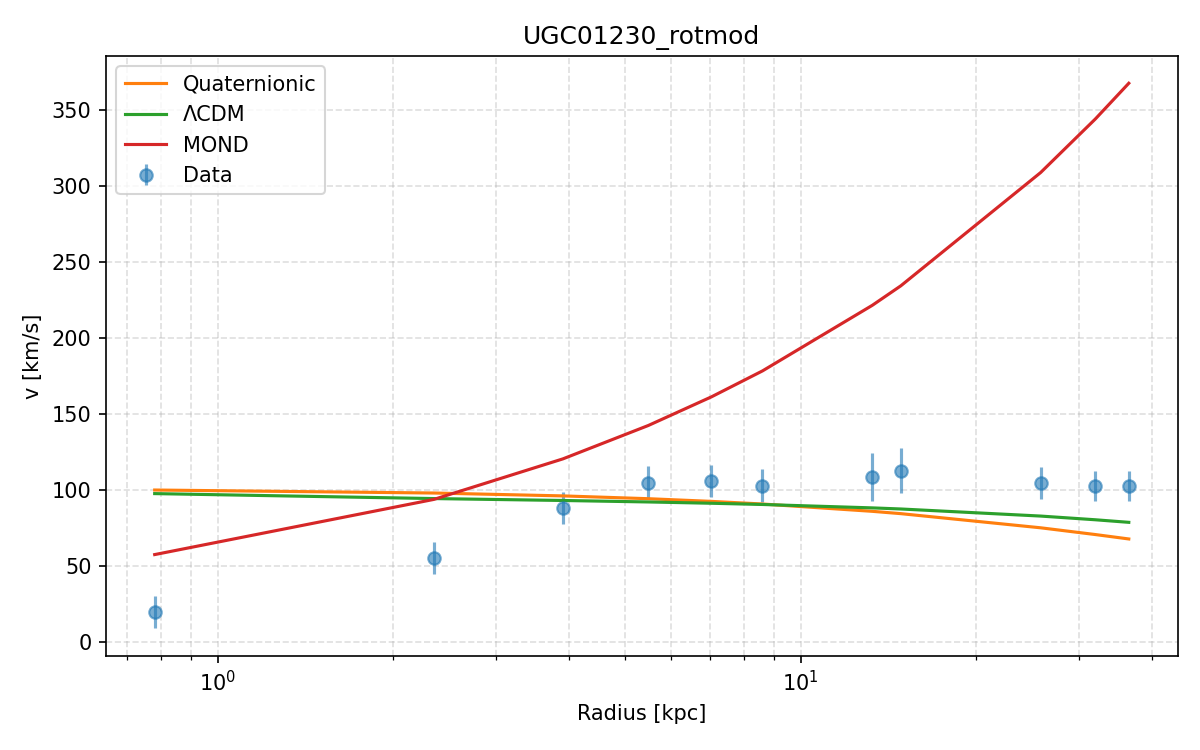 UGC01230_rotmod
Quaternionic
ΛCDM
MOND
Data
350
300
250
200
150
100
50
0
v [km/s]
10⁰
10¹
Radius [kpc]